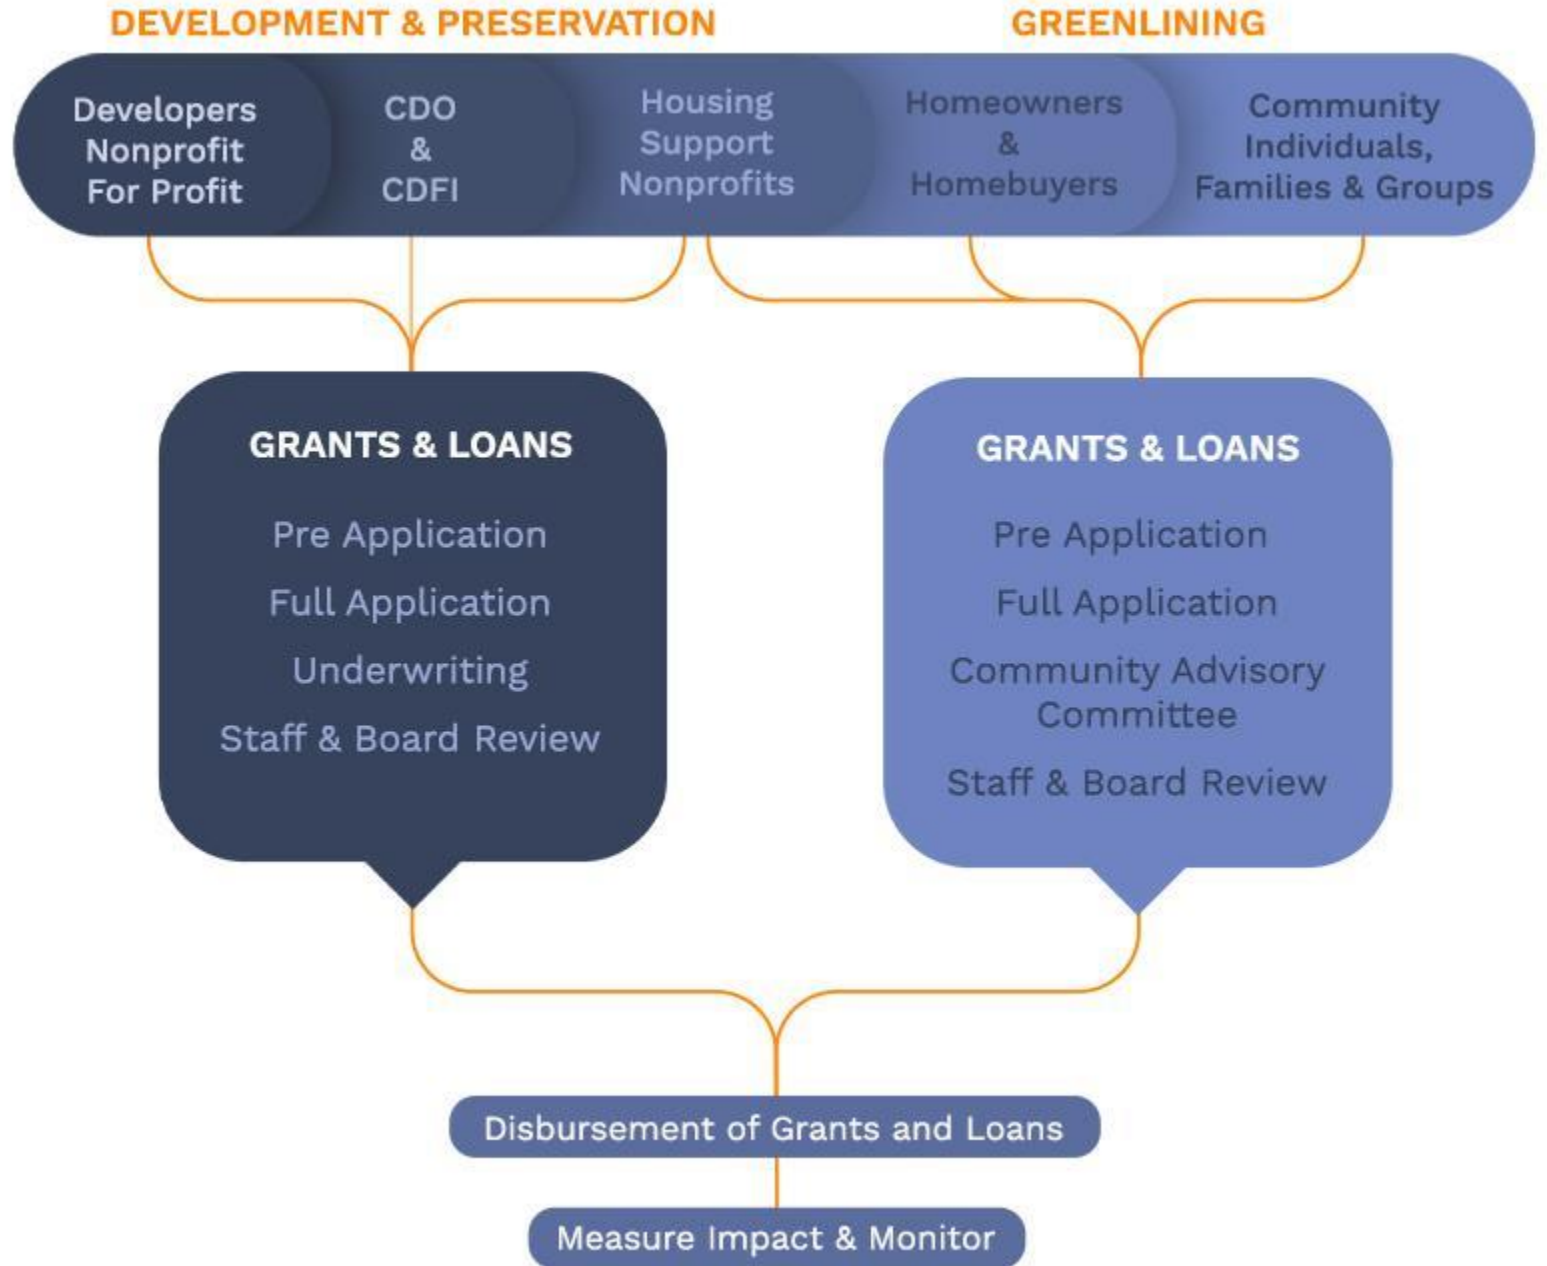 DEVELOPMENT & PRESERVATION
GREENLINING
Developers
Nonprofit
For Profit
CDO
&
CDFI
Housing
Support
Nonprofits
Homeowners
&
Homebuyers
Community
Individuals,
Families & Groups
GRANTS & LOANS
Pre Application
Full Application
Underwriting
Staff & Board Review
GRANTS & LOANS
Pre Application
Full Application
Community Advisory
Committee
Staff & Board Review
Disbursement of Grants and Loans
Measure Impact & Monitor